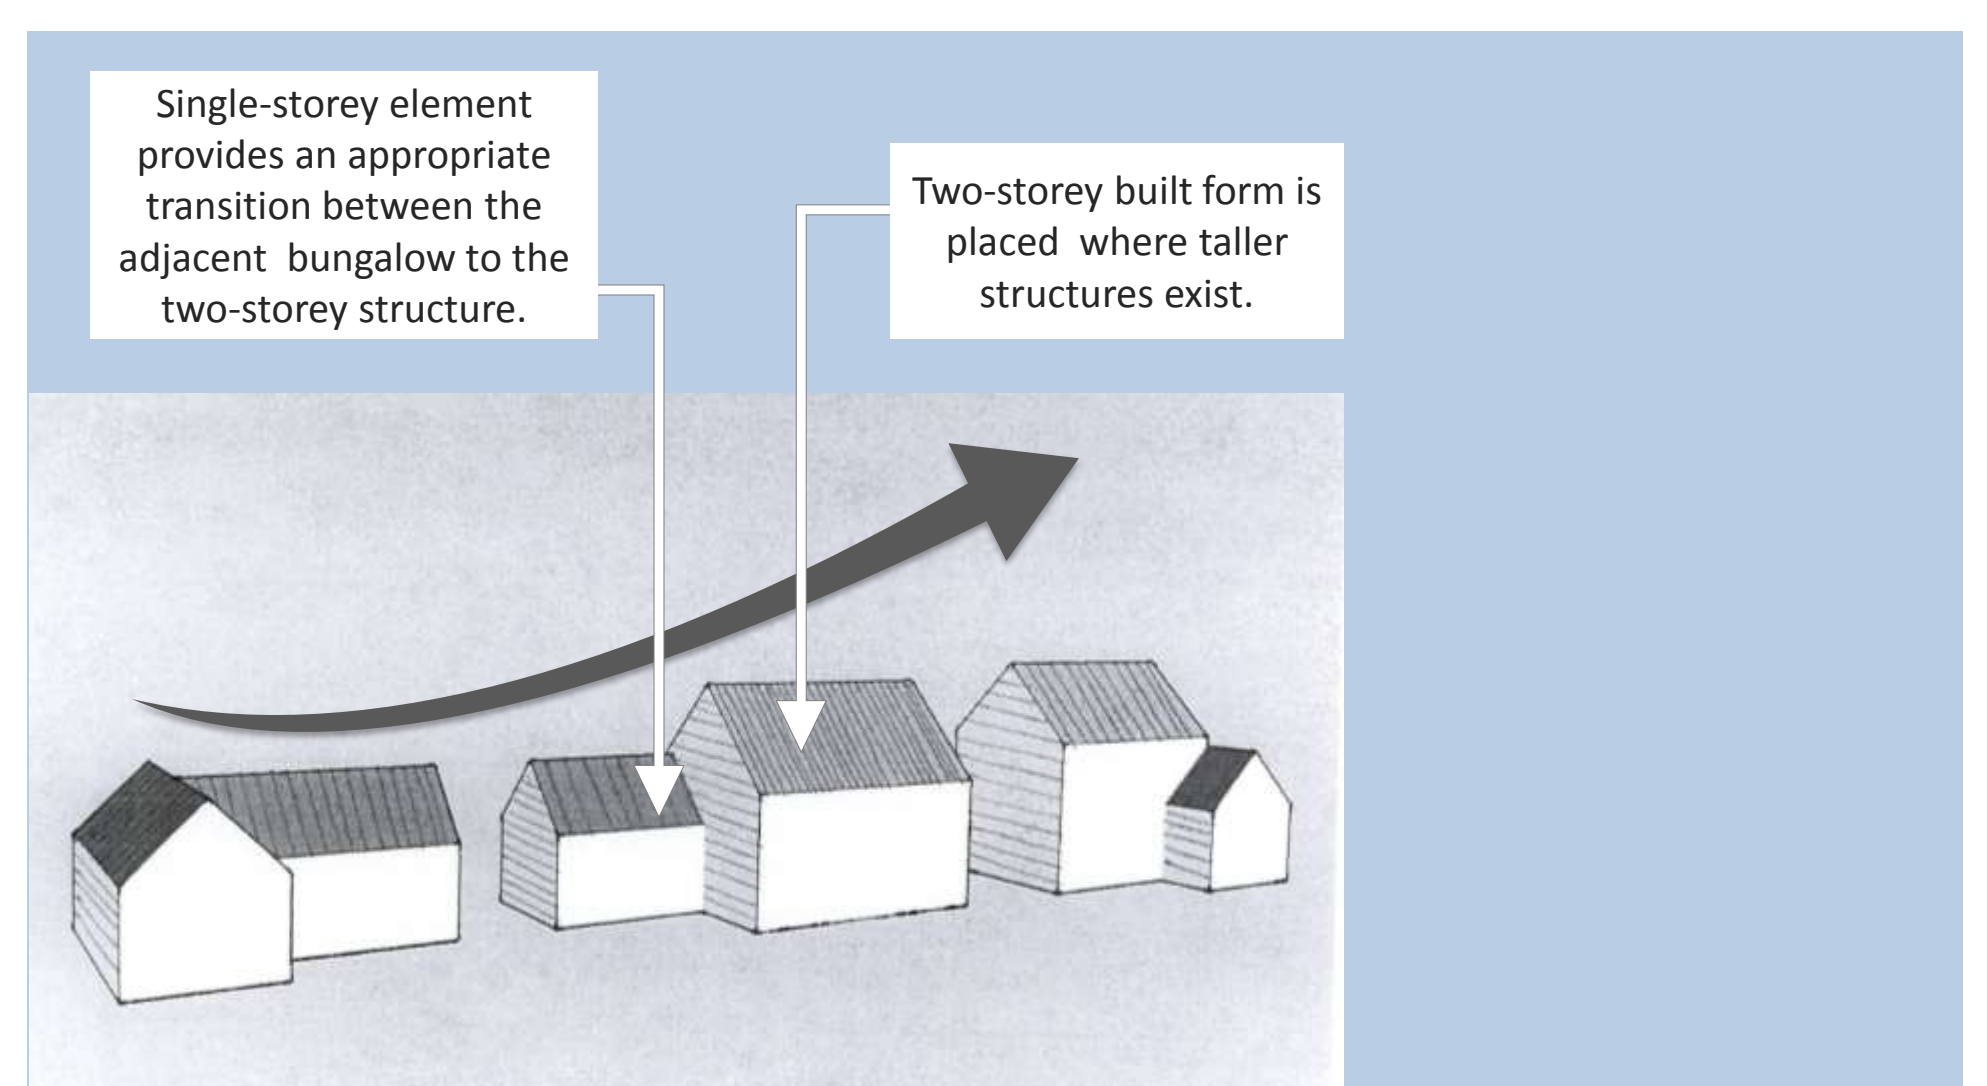 Single-storey element
provides an appropriate
transition between the
adjacent  bungalow to the
two-storey structure.
Two-storey built form is
placed  where taller
structures exist.